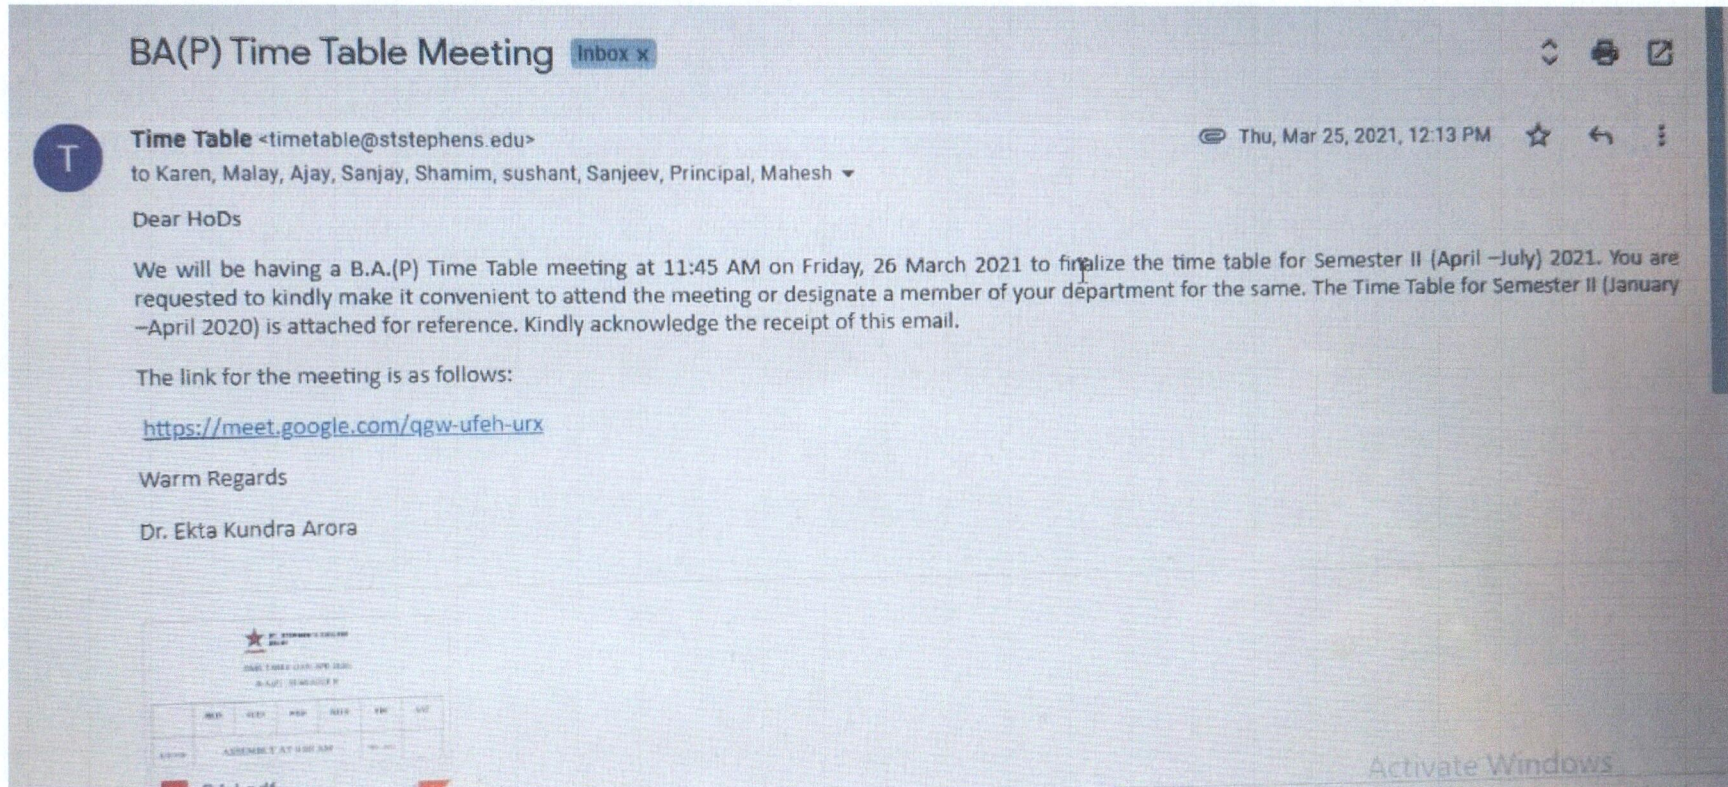 BA(P) Time Table Meeting Inbox x
T
Time Table <timetable@ststephens.edu> Thu, Mar 25, 2021, 12:13 PM
to Karen, Malay, Ajay, Sanjay, Shamim, sushant, Sanjeev, Principal, Mahesh
Dear HoDs
We will be having a B.A.(P) Time Table meeting at 11:45 AM on Friday, 26 March 2021 to finalize the time table for Semester II (April –July) 2021. You are
requested to kindly make it convenient to attend the meeting or designate a member of your department for the same. The Time Table for Semester II (January
–April 2020) is attached for reference. Kindly acknowledge the receipt of this email.
The link for the meeting is as follows:
https://meet.google.com/qgw-ufeh-urx
Warm Regards
Dr. Ekta Kundra Arora
ASSEMBLY AT
Activate Windows